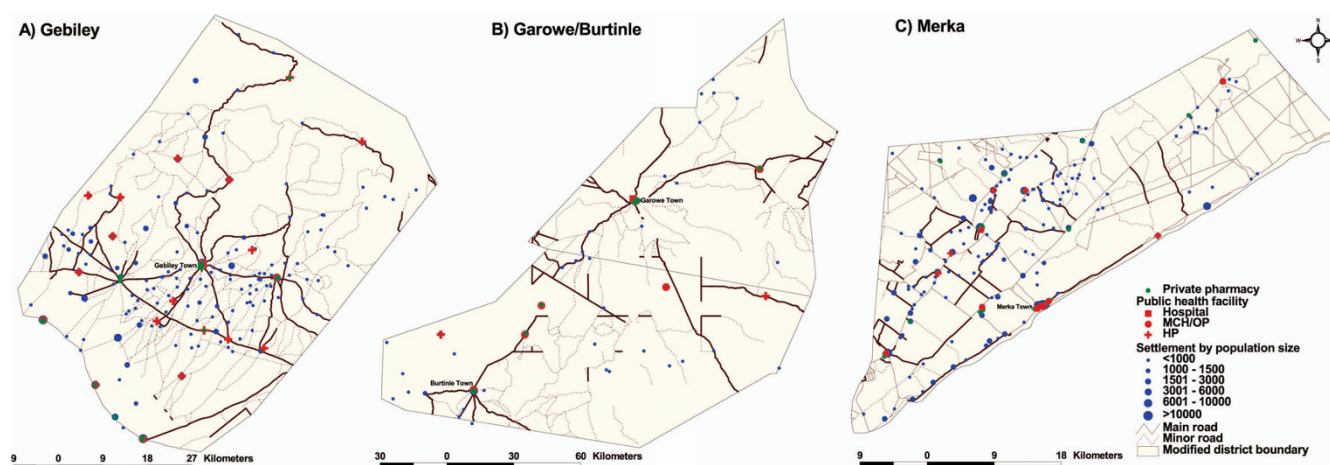 A) Gebiley
B) Garowe/Burtinle
C) Merka
N
W
E
S
Gebiley Town
Garowe Town
Burtinle Town
Merka Town
Private pharmacy
Public health facility
Hospital
MCH/OP
HP
Settlement by population size
<1000
1000 - 1500
1501 - 3000
3001 - 6000
6001 - 10000
>10000
Main road
Minor road
Modified district boundary
9 0 9 18 27 Kilometers
30 0 30 60 Kilometers
9 0 9 18 Kilometers